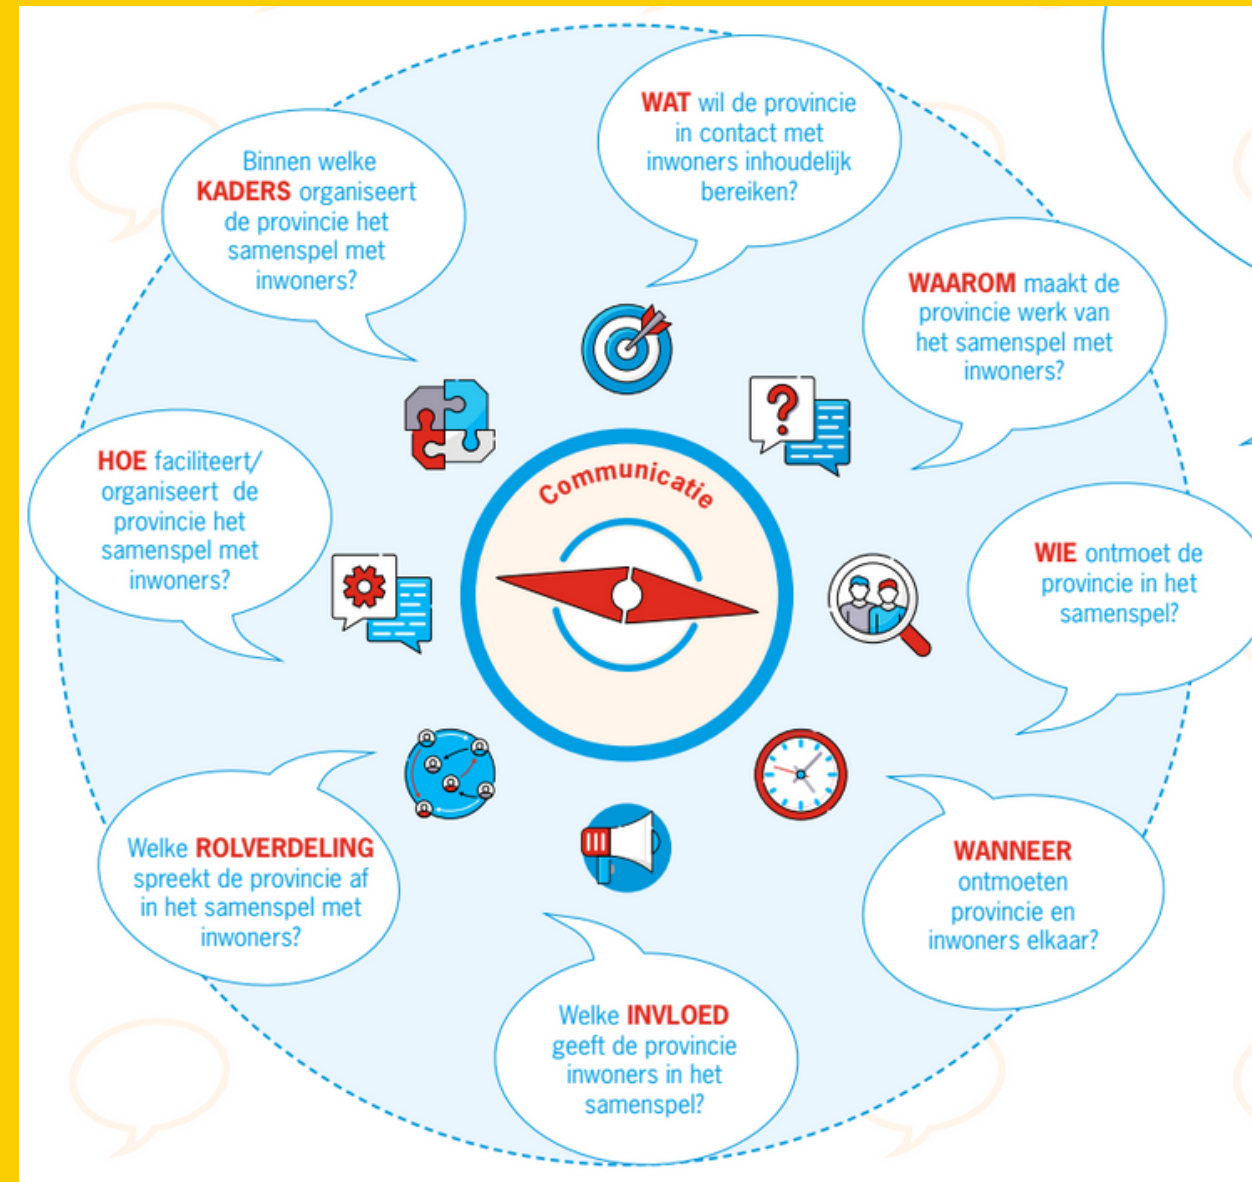 WAT wil de provincie
in contact met
inwoners inhoudelijk
bereiken?
WAAROM maakt de
provincie werk van
het samenspel met
inwoners?
WIE ontmoet de
provincie in het
samenspel?
WANNEER
ontmoeten
provincie en
inwoners elkaar?
Welke INVLOED
geeft de provincie
inwoners in het
samenspel?
Welke ROLVERDELING
spreekt de provincie af
in het samenspel met
inwoners?
HOE faciliteert/
organiseert de
provincie het
samenspel met
inwoners?
Binnen welke
KADERS organiseert
de provincie het
samenspel met
inwoners?
Communicatie